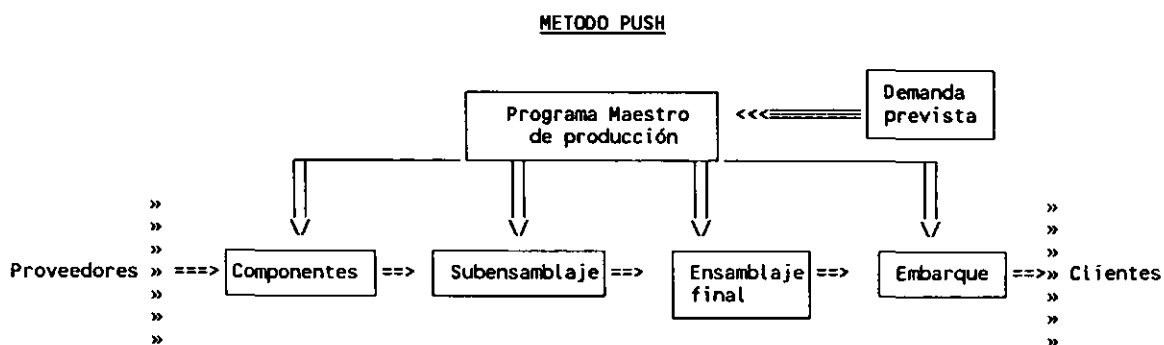 METODO PUSH
Demanda
prevista
Programa Maestro
de producción
<<<======
»
»
»
»
»
»
»
»
»
»
»
»
»
»
Proveedores » ===> Componentes ==> Subensamblaje ==> Ensamblaje
final ==> Embarque ==>» Clientes